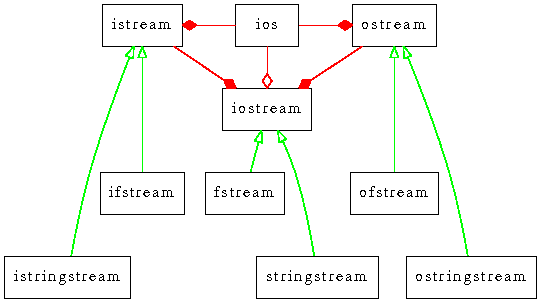 istream
ios
ostream
iostream
ifstream
fstream
ofstream
istringstream
stringstream
ostringstream